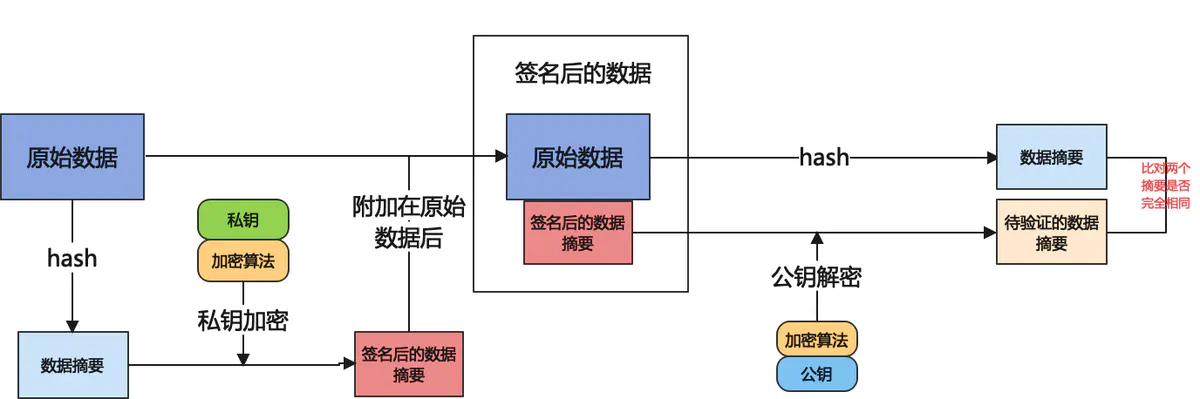 签名后的数据
原始数据
原始数据
hash
数据摘要
比对两个
摘要是否
完全相同
私钥
加密算法
附加在原始
数据后
签名后的数据
摘要
待验证的数据
摘要
hash
私钥加密
公钥解密
数据摘要
签名后的数据
摘要
加密算法
公钥